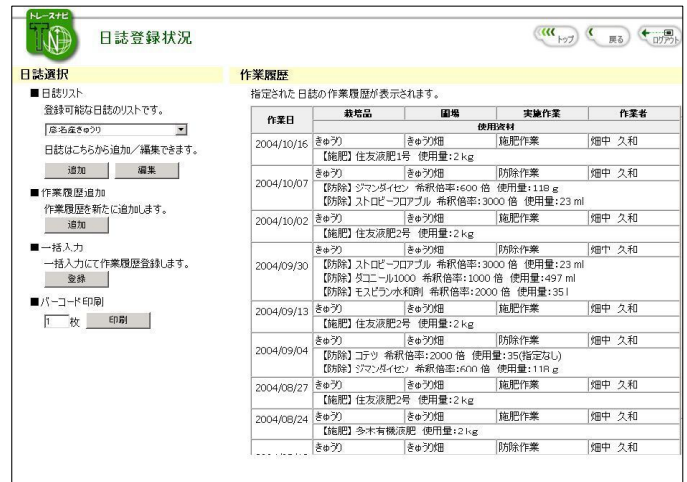 トレースナビ
TN
日誌登録状況
トップ 戻る ログアウト
日誌選択
■日誌リスト
登録可能な日誌のリストです。
彦名産きゅうり
日誌はこちらから追加／編集できます。
追加 編集
■作業履歴追加
作業履歴を新たに追加します。
追加
■一括入力
一括入力にて作業履歴登録します。
登録
■バーコード印刷
1 枚 印刷
作業履歴
指定された日誌の作業履歴が表示されます。
作業日 栽培品 圃場 実施作業 作業者
使用資材
2004/10/16 きゅうり きゅうり畑 施肥作業 畑中 久和
【施肥】住友液肥1号 使用量:2kg
2004/10/07 きゅうり きゅうり畑 防除作業 畑中 久和
【防除】ジマンダイセン 希釈倍率:600 倍 使用量:118 g
【防除】ストロビーフロアブル 希釈倍率:3000 倍 使用量:23 ml
2004/10/02 きゅうり きゅうり畑 施肥作業 畑中 久和
【施肥】住友液肥2号 使用量:2kg
2004/09/30 きゅうり きゅうり畑 防除作業 畑中 久和
【防除】ストロビーフロアブル 希釈倍率:3000 倍 使用量:23 ml
【防除】ダコニール1000 希釈倍率:1000 倍 使用量:497 ml
【防除】モスピラン水和剤 希釈倍率:2000 倍 使用量:35 l
2004/09/13 きゅうり きゅうり畑 施肥作業 畑中 久和
【施肥】住友液肥2号 使用量:2kg
2004/09/04 きゅうり きゅうり畑 防除作業 畑中 久和
【防除】コテツ 希釈倍率:2000 倍 使用量:35(指定なし)
【防除】ジマンダイセン 希釈倍率:600 倍 使用量:118 g
2004/08/27 きゅうり きゅうり畑 施肥作業 畑中 久和
【施肥】住友液肥2号 使用量:2kg
2004/08/24 きゅうり きゅうり畑 施肥作業 畑中 久和
【施肥】多木有機液肥 使用量:21kg
きゅうり きゅうり畑 防除作業 畑中 久和